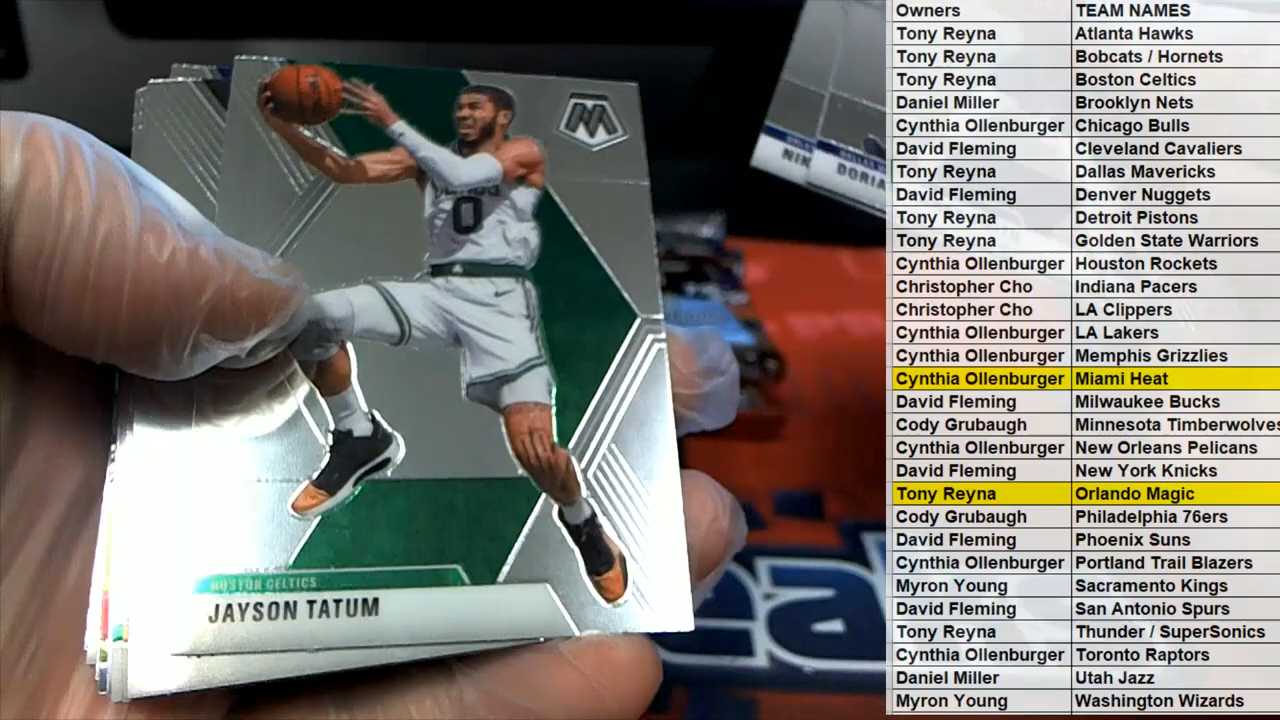 0
BOSTON CELTICS
JAYSON TATUM
NIK
DORIA
Owners TEAM NAMES
Tony Reyna Atlanta Hawks
Tony Reyna Bobcats / Hornets
Tony Reyna Boston Celtics
Daniel Miller Brooklyn Nets
Cynthia Ollenburger Chicago Bulls
David Fleming Cleveland Cavaliers
Tony Reyna Dallas Mavericks
David Fleming Denver Nuggets
Tony Reyna Detroit Pistons
Tony Reyna Golden State Warriors
Cynthia Ollenburger Houston Rockets
Christopher Cho Indiana Pacers
Christopher Cho LA Clippers
Cynthia Ollenburger LA Lakers
Cynthia Ollenburger Memphis Grizzlies
Cynthia Ollenburger Miami Heat
David Fleming Milwaukee Bucks
Cody Grubaugh Minnesota Timberwolves
Cynthia Ollenburger New Orleans Pelicans
David Fleming New York Knicks
Tony Reyna Orlando Magic
Cody Grubaugh Philadelphia 76ers
David Fleming Phoenix Suns
Cynthia Ollenburger Portland Trail Blazers
Myron Young Sacramento Kings
David Fleming San Antonio Spurs
Tony Reyna Thunder / SuperSonics
Cynthia Ollenburger Toronto Raptors
Daniel Miller Utah Jazz
Myron Young Washington Wizards